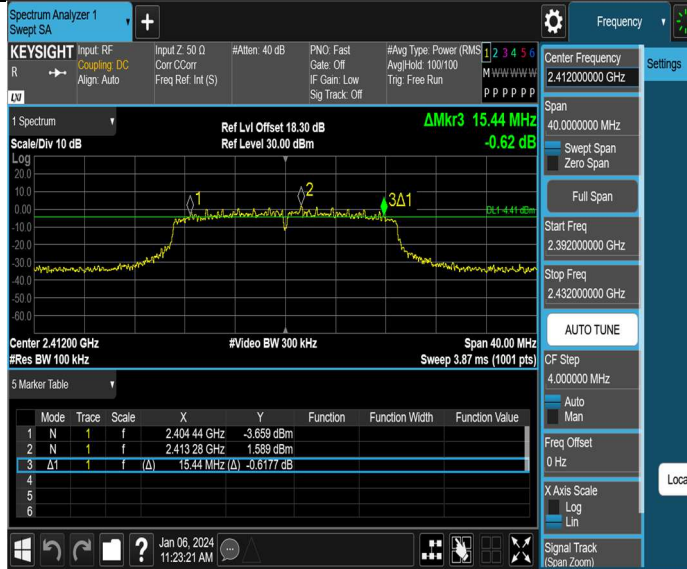 Spectrum Analyzer 1
Swept SA
+
Frequency
KEYSIGHT
R
LXI
Input: RF
Coupling: DC
Align: Auto
Input Z: 50 Ω
Corr CCorr
Freq Ref: Int (S)
#Atten: 40 dB
PNO: Fast
Gate: Off
IF Gain: Low
Sig Track: Off
#Avg Type: Power (RMS
Avg|Hold: 100/100
Trig: Free Run
1 2 3 4 5 6
M W W W W W
P P P P P P
1 Spectrum
Scale/Div 10 dB
Ref Lvl Offset 18.30 dB
Ref Level 30.00 dBm
ΔMkr3 15.44 MHz
-0.62 dB
Log
20.0
10.0
0.00
-10.0
-20.0
-30.0
-40.0
-50.0
-60.0
1
2
3Δ1
DL1 -4.41 dBm
Center 2.41200 GHz
#Res BW 100 kHz
#Video BW 300 kHz
Span 40.00 MHz
Sweep 3.87 ms (1001 pts)
5 Marker Table
Mode Trace Scale X Y Function Function Width Function Value
1 N 1 f 2.404 44 GHz -3.659 dBm
2 N 1 f 2.413 28 GHz 1.589 dBm
3 Δ1 1 f (Δ) 15.44 MHz (Δ) -0.6177 dB
4
5
6
Jan 06, 2024
11:23:21 AM
Center Frequency
2.412000000 GHz
Span
40.0000000 MHz
Swept Span
Zero Span
Full Span
Start Freq
2.392000000 GHz
Stop Freq
2.432000000 GHz
AUTO TUNE
CF Step
4.000000 MHz
Auto
Man
Freq Offset
0 Hz
X Axis Scale
Log
Lin
Signal Track
(Span Zoom)
Settings
Loca